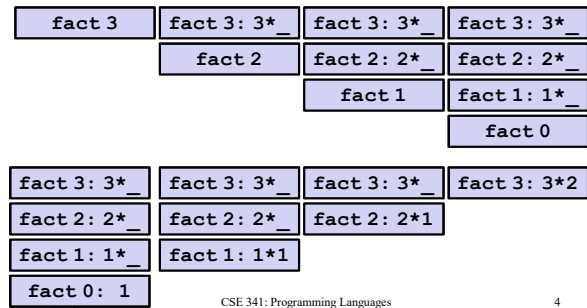 fact 3 fact 3: 3*_ fact 3: 3*_ fact 3: 3*_
fact 2 fact 2: 2*_ fact 2: 2*_
fact 1 fact 1: 1*_
fact 0
fact 3: 3*_ fact 3: 3*_ fact 3: 3*_ fact 3: 3*2
fact 2: 2*_ fact 2: 2*_ fact 2: 2*1
fact 1: 1*_ fact 1: 1*1
fact 0: 1
CSE 341: Programming Languages 4